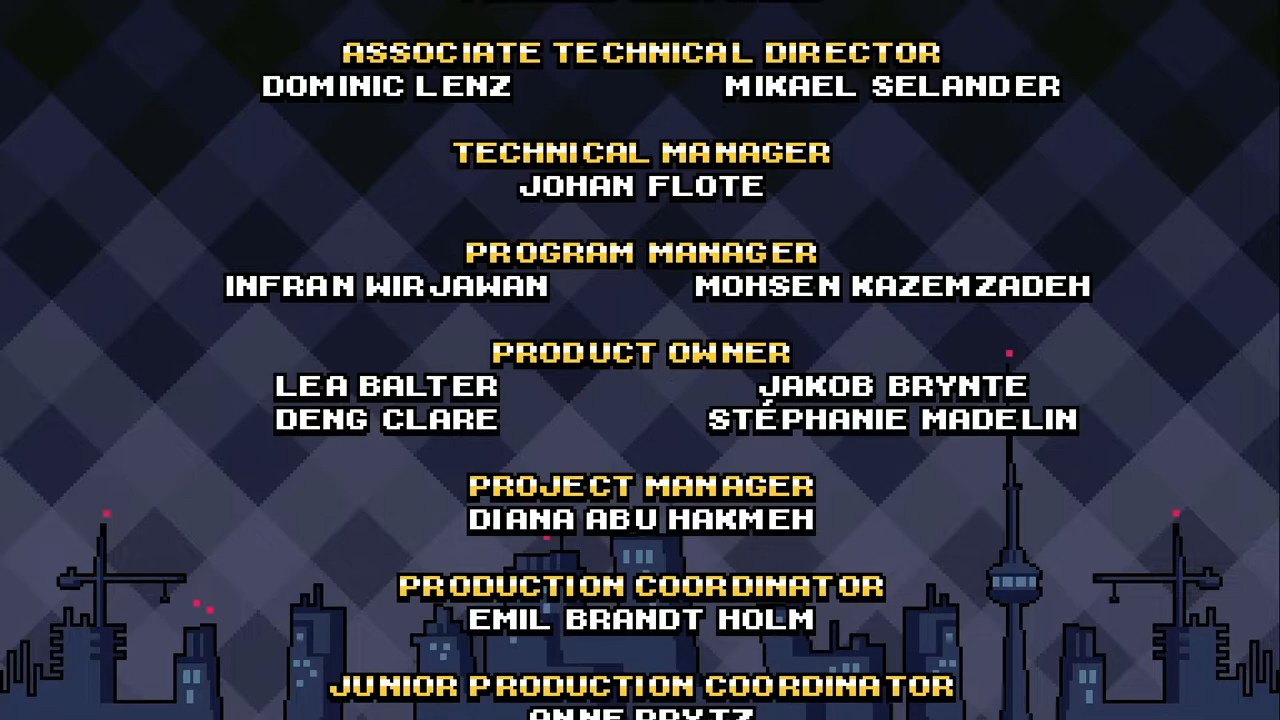 ASSOCIATE TECHNICAL DIRECTOR
DOMINIC LENZ MIKAEL SELANDER
TECHNICAL MANAGER
JOHAN FLOTE
PROGRAM MANAGER
INFRAN WIRJAWAN MOHSEN KAZEMZADEH
PRODUCT OWNER
LEA BALTER JAKOB BRYNTE
DENG CLARE STÉPHANIE MADELIN
PROJECT MANAGER
DIANA ABU HAKMEH
PRODUCTION COORDINATOR
EMIL BRANDT HOLM
JUNIOR PRODUCTION COORDINATOR